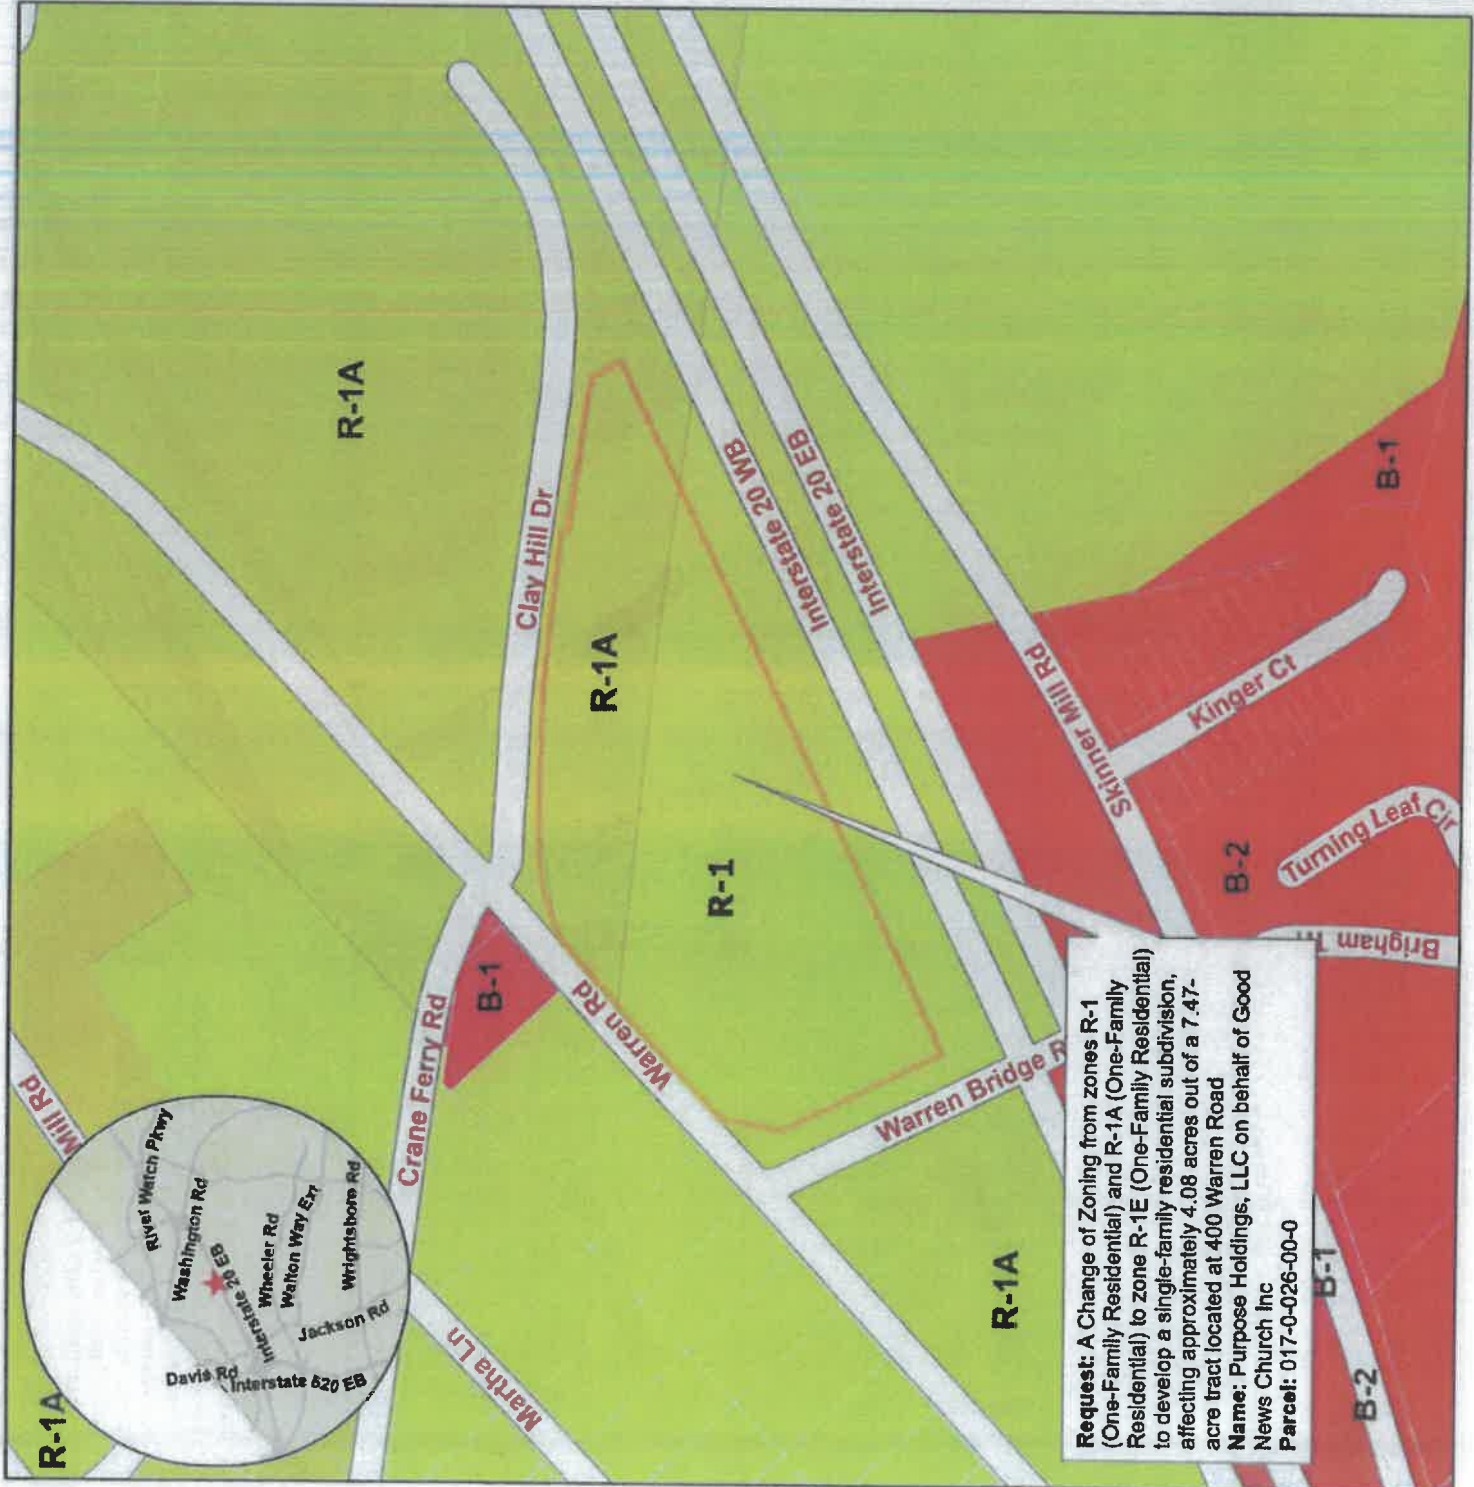 R-1A
Mill Rd
River Watch Pkwy
Washington Rd
Interstate 20 EB
Wheeler Rd
Walton Way Ext
Wrightsboro Rd
Jackson Rd
Davis Rd
Interstate 520 EB
Martha Ln
Crane Ferry Rd
B-1
Warren Rd
Clay Hill Dr
R-1A
R-1A
R-1
Interstate 20 WB
Interstate 20 EB
Warren Bridge R
R-1A
Skinner Mill Rd
Kinger Ct
Turning Leaf Cir
Brigham Trl
B-1
B-2
B-1
B-2
Request: A Change of Zoning from zones R-1
(One-Family Residential) and R-1A (One-Family
Residential) to zone R-1E (One-Family Residential)
to develop a single-family residential subdivision,
affecting approximately 4.08 acres out of a 7.47-
acre tract located at 400 Warren Road
Name: Purpose Holdings, LLC on behalf of Good
News Church Inc
Parcel: 017-0-026-00-0